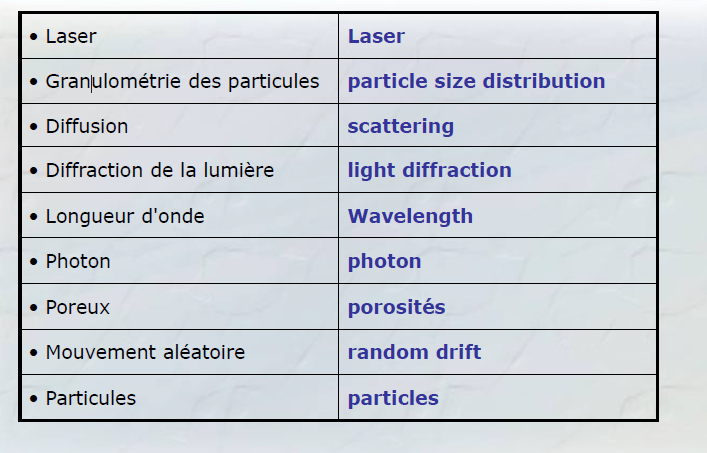 • Laser Laser
• Granulométrie des particules particle size distribution
• Diffusion scattering
• Diffraction de la lumière light diffraction
• Longueur d'onde Wavelength
• Photon photon
• Poreux porosités
• Mouvement aléatoire random drift
• Particules particles